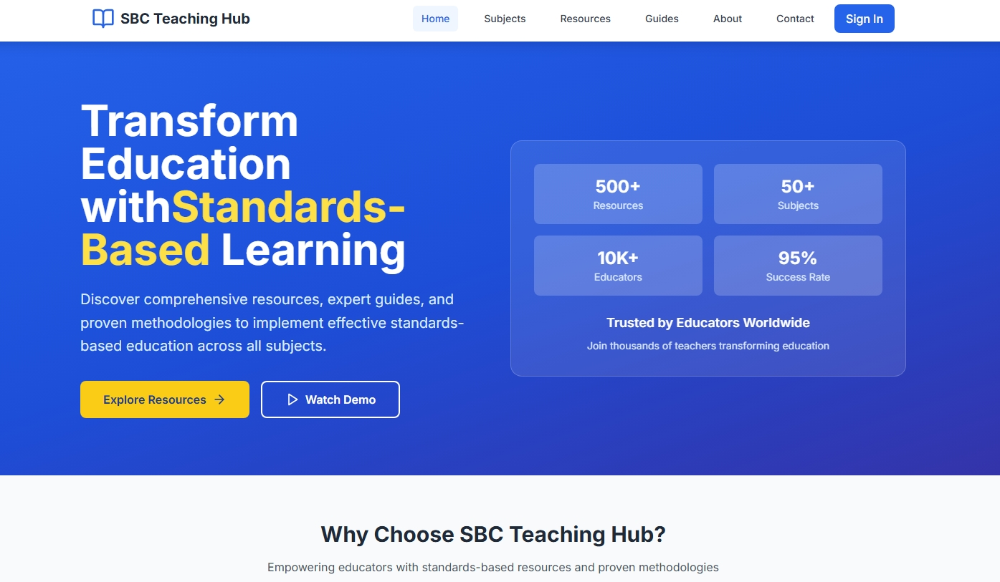 SBC Teaching Hub
Home
Subjects
Resources
Guides
About
Contact
Sign In
Transform
Education
withStandards-
Based Learning
Discover comprehensive resources, expert guides, and
proven methodologies to implement effective standards-
based education across all subjects.
Explore Resources
Watch Demo
500+
Resources
50+
Subjects
10K+
Educators
95%
Success Rate
Trusted by Educators Worldwide
Join thousands of teachers transforming education
Why Choose SBC Teaching Hub?
Empowering educators with standards-based resources and proven methodologies